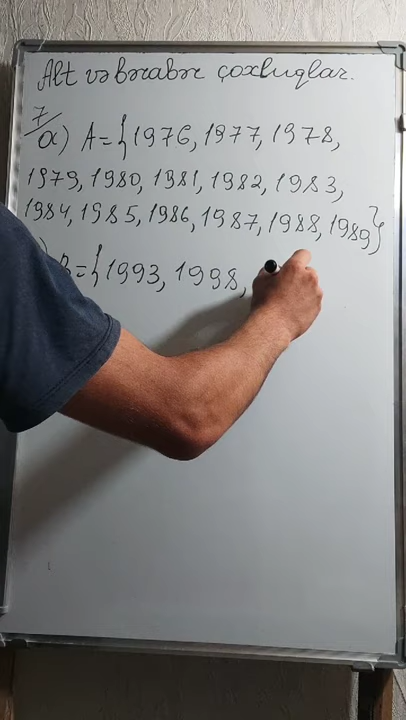 Alt və bərabər çoxluqlar.
7/
a) A={1976, 1977, 1978,
1979, 1980, 1981, 1982, 1983,
1984, 1985, 1986, 1987, 1988, 1989}
) B={1993, 1998,